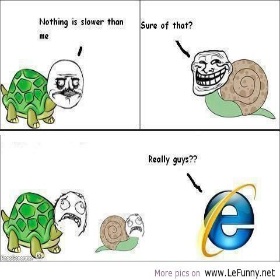 Nothing is slower than
me
Sure of that?
Really guys??
More pics on www.LeFunny.net